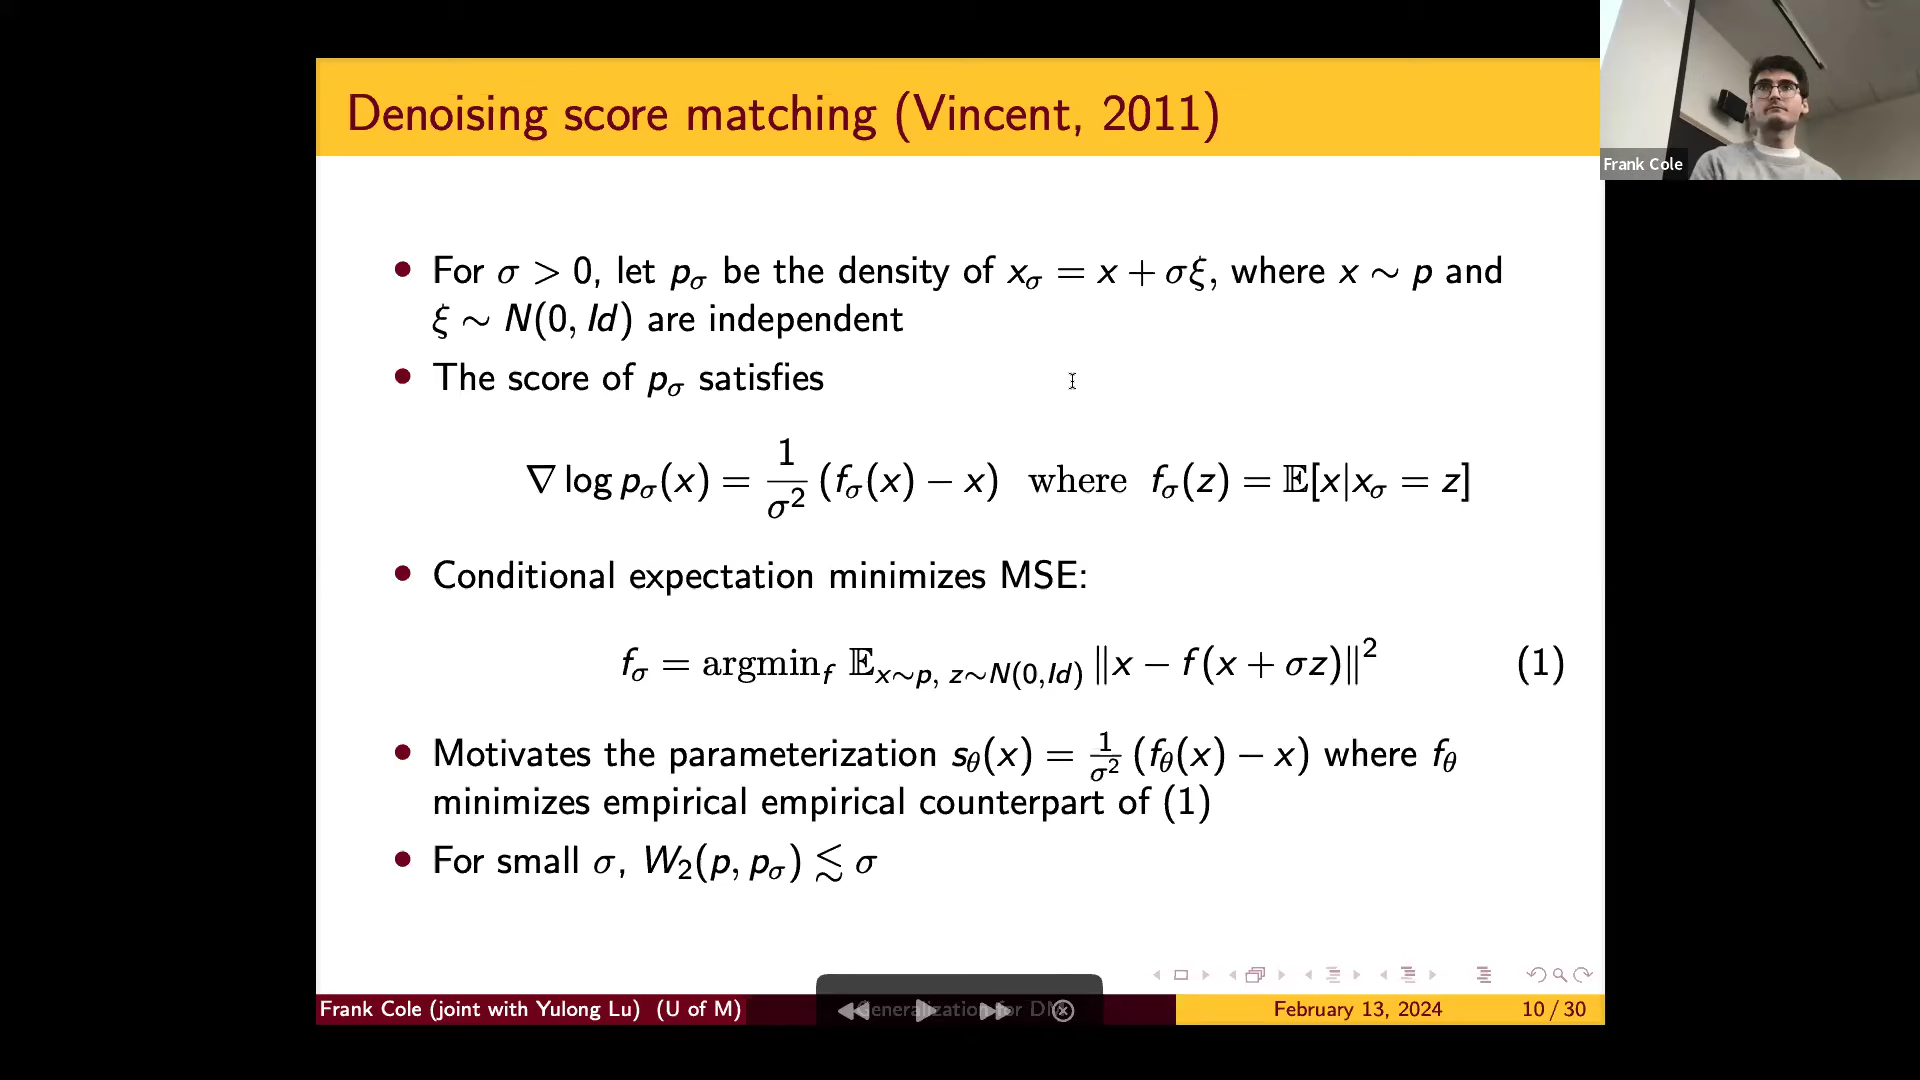 Denoising score matching (Vincent, 2011)
Frank Cole
• For σ > 0, let p_σ be the density of x_σ = x + σξ, where x ∼ p and
ξ ∼ N(0, Id) are independent
• The score of p_σ satisfies
∇ log p_σ(x) = 1/σ² (f_σ(x) − x) where f_σ(z) = 𝔼[x|x_σ = z]
• Conditional expectation minimizes MSE:
f_σ = argmin_f 𝔼_{x∼p, z∼N(0,Id)} ‖x − f(x + σz)‖² (1)
• Motivates the parameterization s_θ(x) = 1/σ² (f_θ(x) − x) where f_θ
minimizes empirical empirical counterpart of (1)
• For small σ, W₂(p, p_σ) ≲ σ
Frank Cole (joint with Yulong Lu) (U of M)
Generalization for DM
February 13, 2024
10 / 30